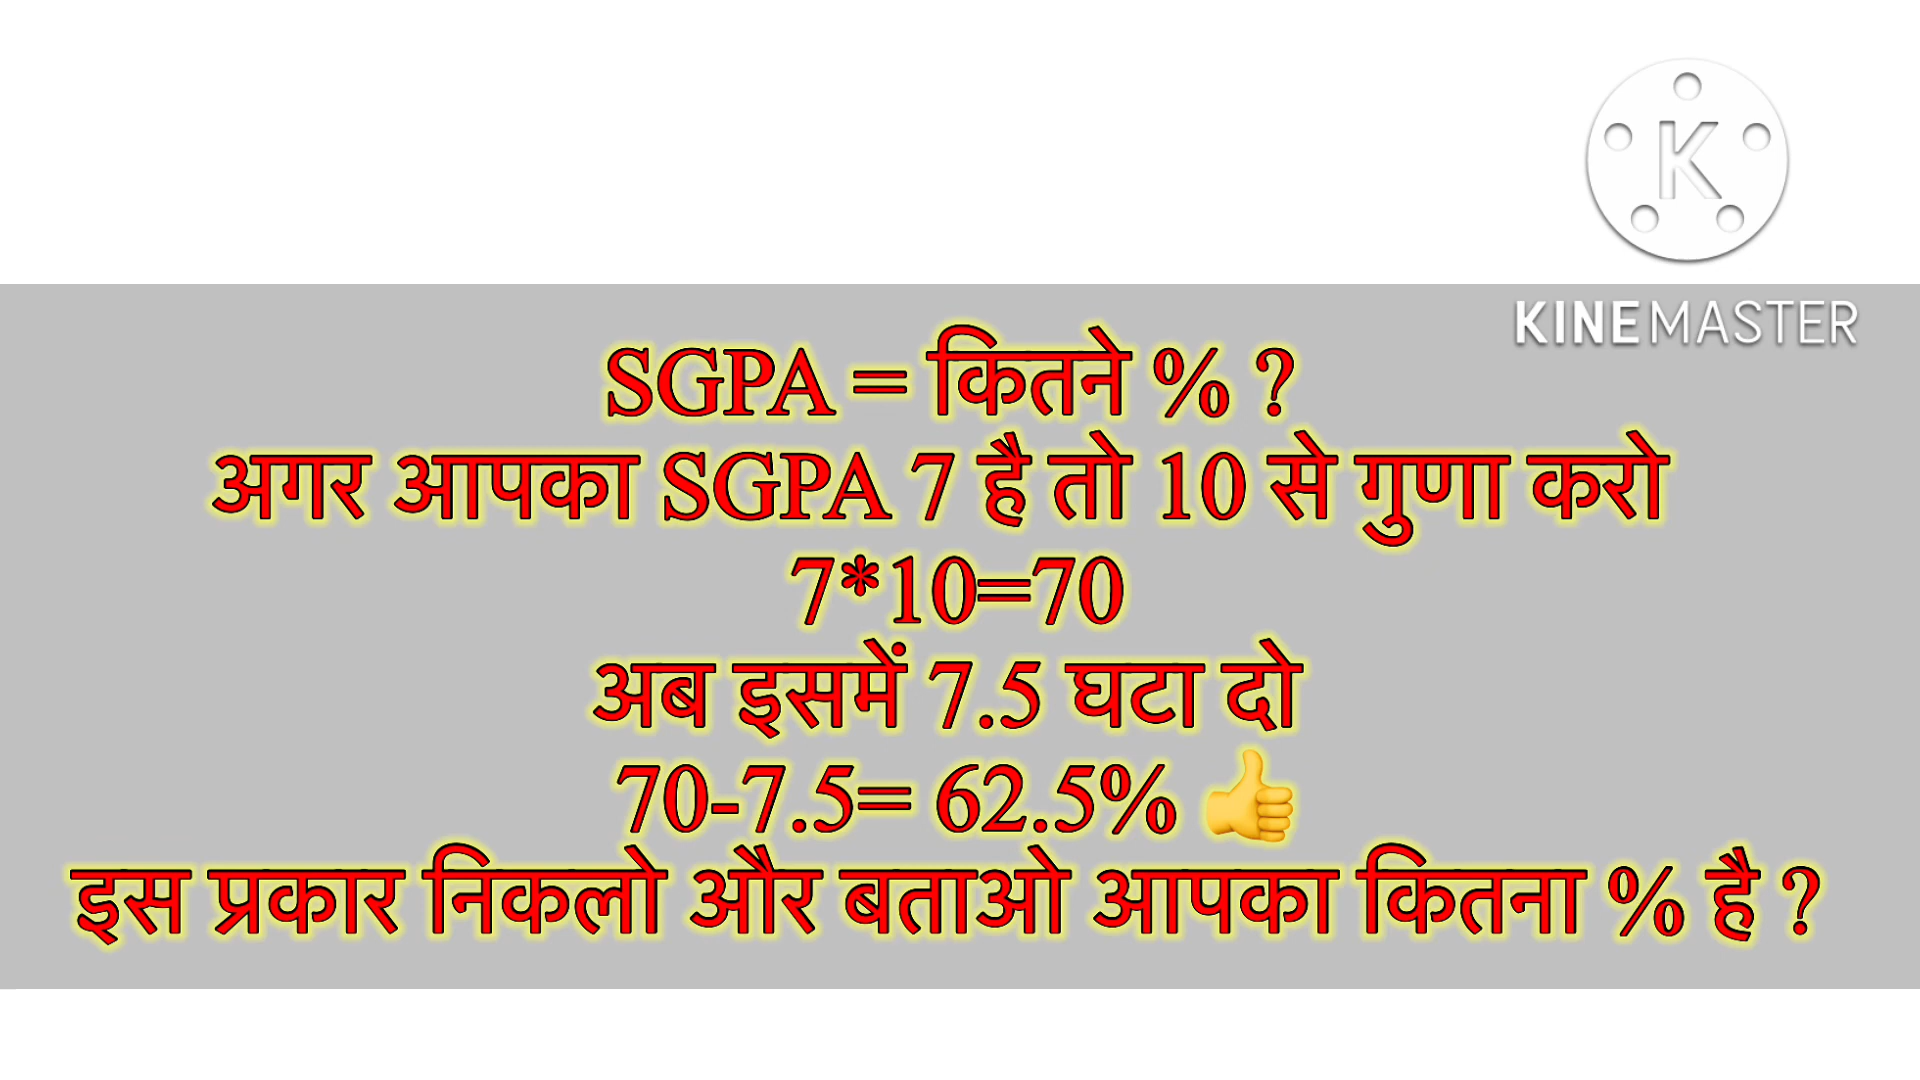 K
KINEMASTER
SGPA = कितने % ?
अगर आपका SGPA 7 है तो 10 से गुणा करो
7*10=70
अब इसमें 7.5 घटा दो
70-7.5= 62.5% 👍
इस प्रकार निकलो और बताओ आपका कितना % है ?